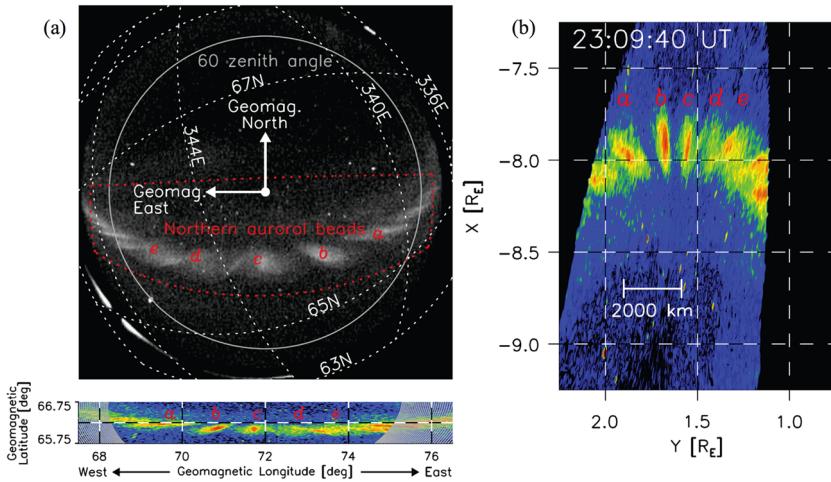 (a)
60 zenith angle
67N
Geomag.
North
340E
336E
344E
Geomag.
East
Northern auroral beads
a
e
d
c
b
65N
63N
Geomagnetic
Latitude [deg]
66.75
65.75
a b c d e
68 70 72 74 76
West Geomagnetic Longitude [deg] East
(b)
23:09:40 UT
a b c d e
-7.5
-8.0
-8.5
-9.0
X [RE]
2000 km
2.0 1.5 1.0
Y [RE]